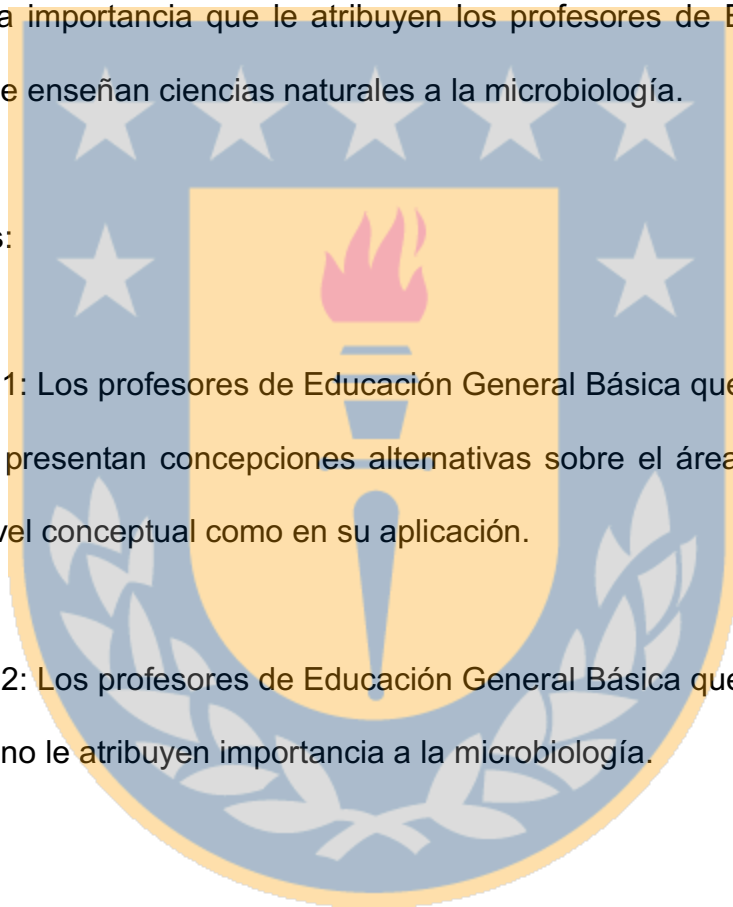 a importancia que le atribuyen los profesores de E
e enseñan ciencias naturales a la microbiología.
s:
1: Los profesores de Educación General Básica que
presentan concepciones alternativas sobre el área
vel conceptual como en su aplicación.
2: Los profesores de Educación General Básica que
no le atribuyen importancia a la microbiología.